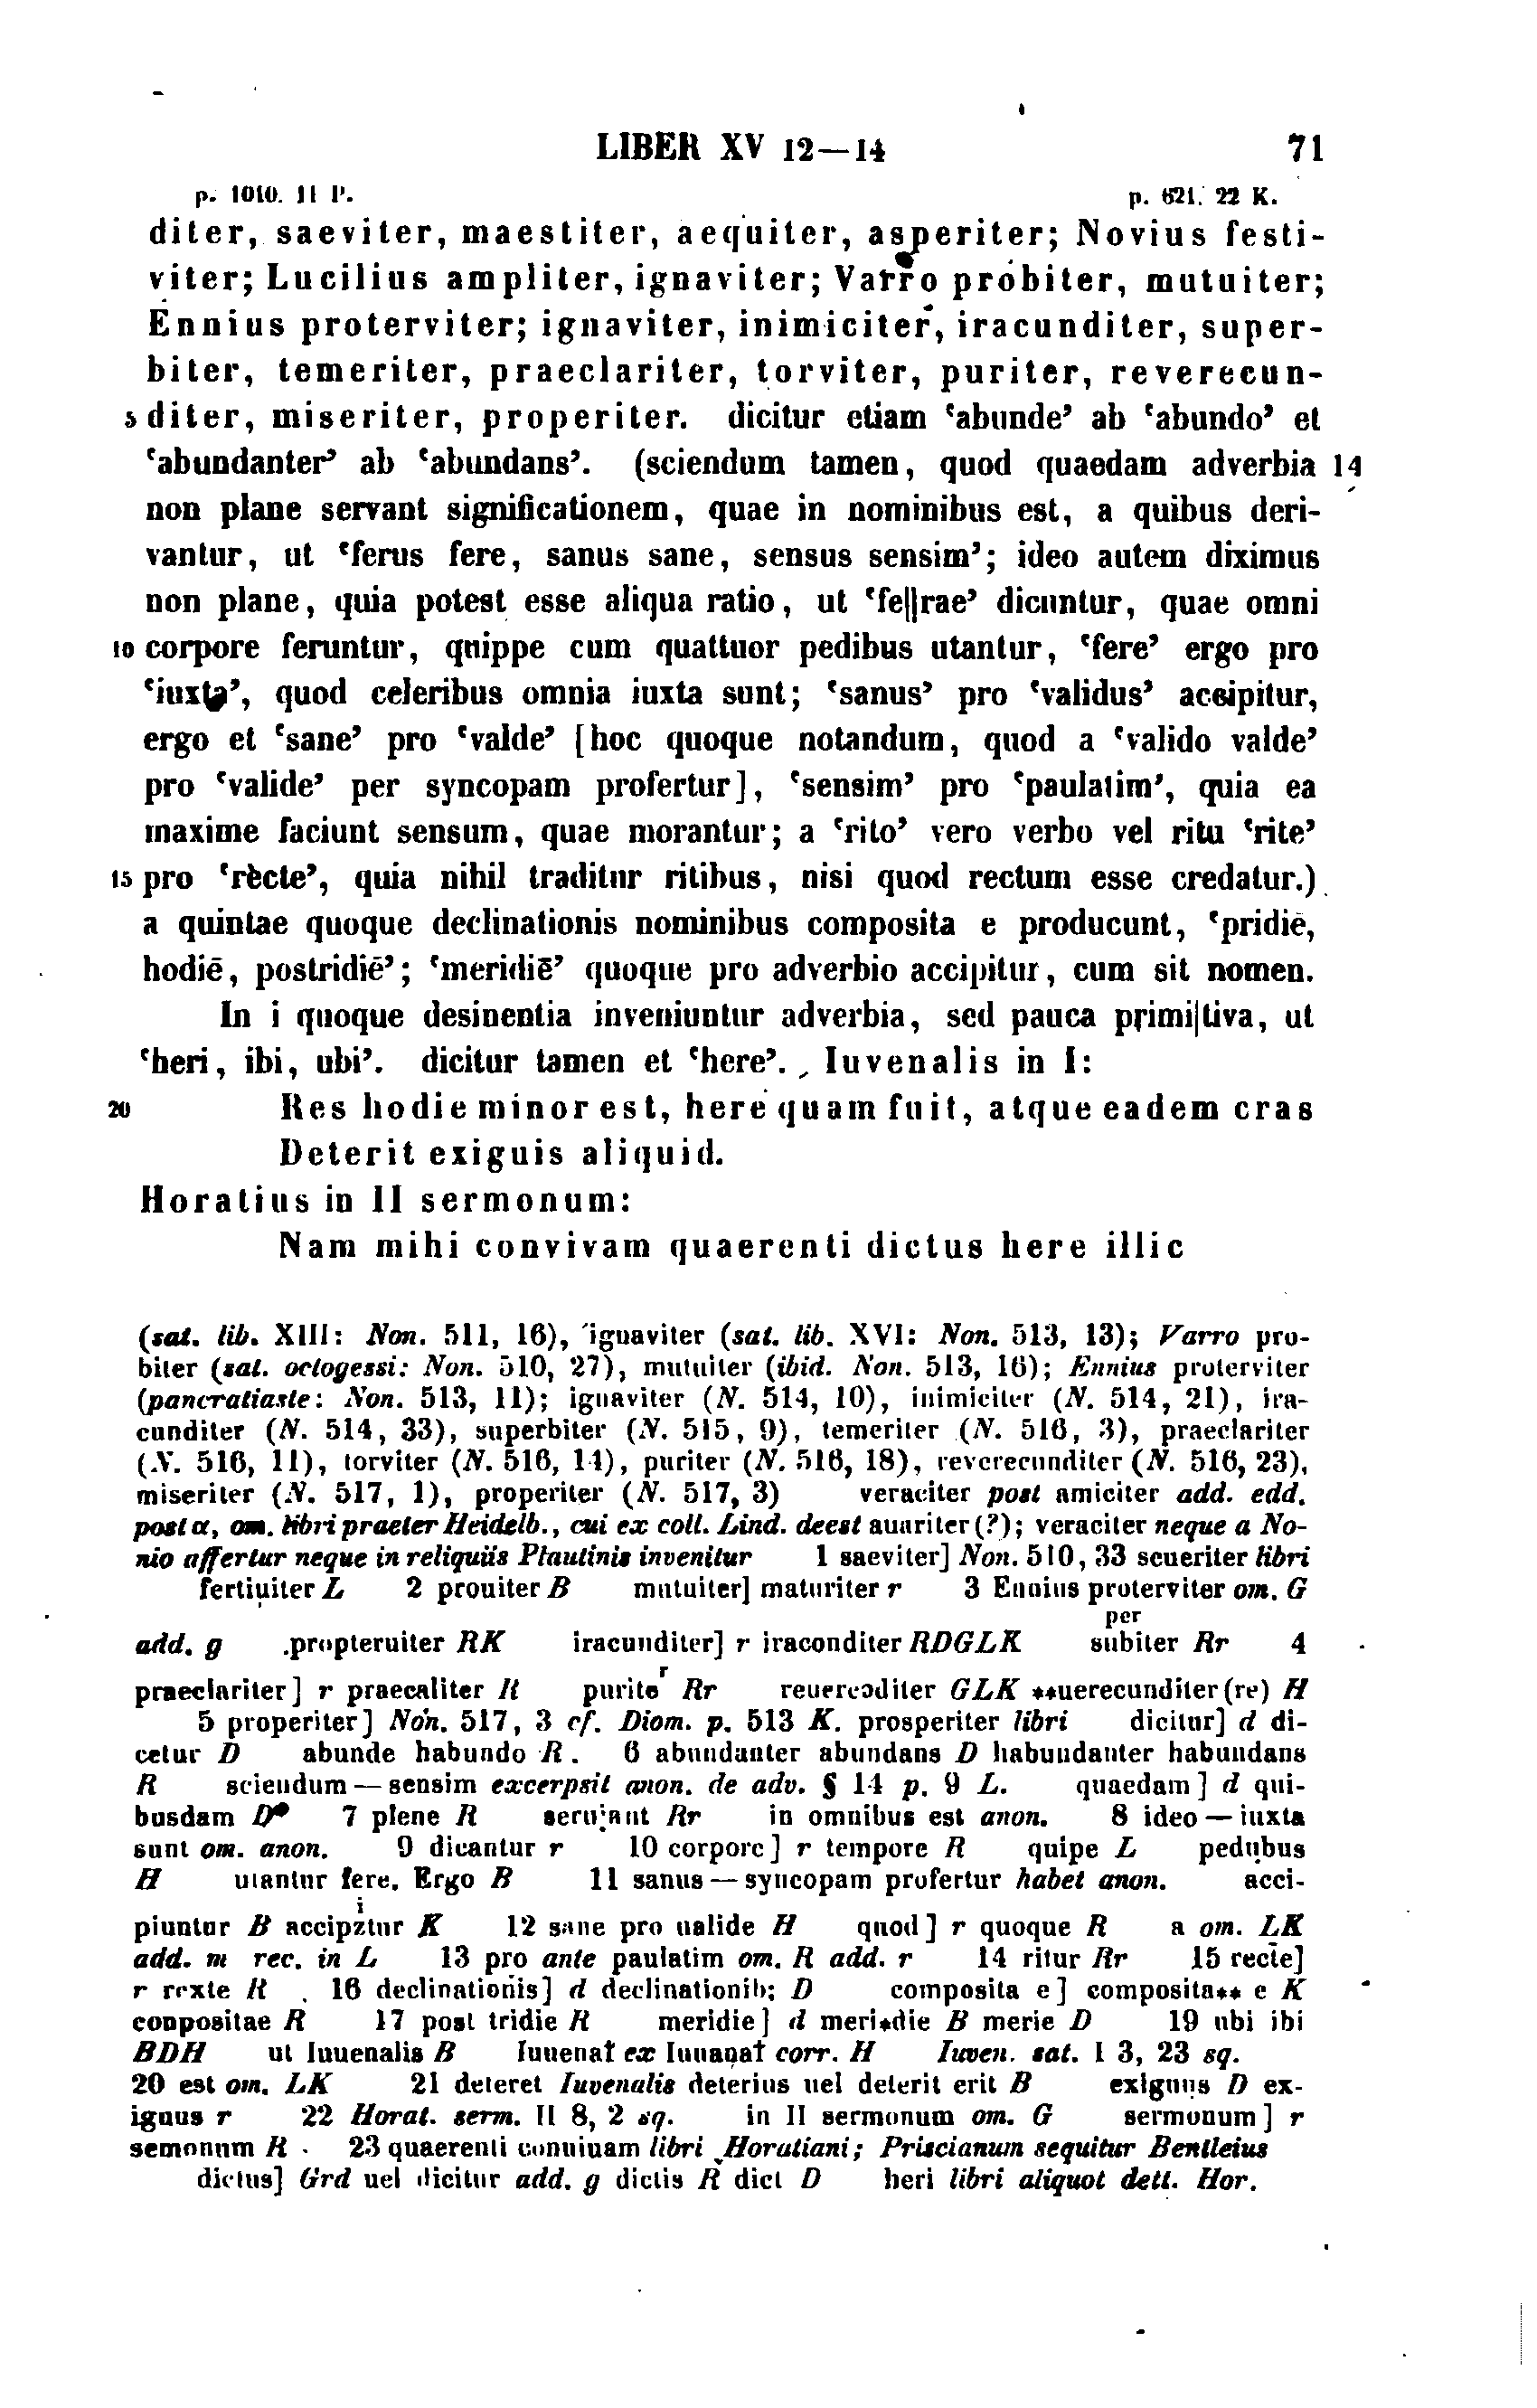 LIBER XV 12—14 71
p. 1010. 11 P. p. 621. 22 K.
diter, saeviter, maestiter, aequiter, asperiter; Novius festi-
viter; Lucilius ampliter, ignaviter; Varro probiter, mutuiter;
Ennius proterviter; ignaviter, inimiciter, iracunditer, super-
biter, temeriter, praeclariter, torviter, puriter, reverecun-
5 diter, miseriter, properiter. dicitur etiam ‘abunde’ ab ‘abundo’ et
‘abundanter’ ab ‘abundans’. (sciendum tamen, quod quaedam adverbia 14
non plane servant significationem, quae in nominibus est, a quibus deri-
vantur, ut ‘ferus fere, sanus sane, sensus sensim’; ideo autem diximus
non plane, quia potest esse aliqua ratio, ut ‘fe||rae’ dicuntur, quae omni
10 corpore feruntur, quippe cum quattuor pedibus utantur, ‘fere’ ergo pro
‘iuxta’, quod celeribus omnia iuxta sunt; ‘sanus’ pro ‘validus’ accipitur,
ergo et ‘sane’ pro ‘valde’ [hoc quoque notandum, quod a ‘valido valde’
pro ‘valide’ per syncopam profertur], ‘sensim’ pro ‘paulatim’, quia ea
maxime faciunt sensum, quae morantur; a ‘rito’ vero verbo vel ritu ‘rite’
15 pro ‘recte’, quia nihil traditur ritibus, nisi quod rectum esse credatur.)
a quintae quoque declinationis nominibus composita e producunt, ‘pridiē,
hodiē, postridiē’; ‘meridiē’ quoque pro adverbio accipitur, cum sit nomen.
In i quoque desinentia inveniuntur adverbia, sed pauca primi|tiva, ut
‘heri, ibi, ubi’. dicitur tamen et ‘here’. Iuvenalis in I:
20 Res hodie minor est, here quam fuit, atque eadem cras
Deterit exiguis aliquid.
Horatius in II sermonum:
Nam mihi convivam quaerenti dictus here illic
(sat. lib. XIII: Non. 511, 16), ignaviter (sat. lib. XVI: Non. 513, 13); Varro pro-
biter (sat. octogessi: Non. 510, 27), mutuiter (ibid. Non. 513, 16); Ennius proterviter
(pancratiaste: Non. 513, 11); ignaviter (N. 514, 10), inimiciter (N. 514, 21), ira-
cunditer (N. 514, 33), superbiter (N. 515, 9), temeriter (N. 516, 3), praeclariter
(N. 516, 11), torviter (N. 516, 14), puriter (N. 516, 18), reverecunditer (N. 516, 23),
miseriter (N. 517, 1), properiter (N. 517, 3) veraciter post amiciter add. edd.
post α, om. libri praeter Heidelb., cui ex coll. Lind. deest auariter (?); veraciter neque a No-
nio affertur neque in reliquiis Plautinis invenitur 1 saeviter] Non. 510, 33 seueriter libri
fertiuiter L 2 prouiter B mutuiter] maturiter r 3 Ennius proterviter om. G
per
add. g propteruiter RK iracunditer] r iraconditer RDGLK subiter Rr 4
r
praeclariter] r praecaliter R purite Rr reuerecoditer GLK **uerecunditer (re) H
5 properiter] Non. 517, 3 cf. Diom. p. 513 K. prosperiter libri dicitur] d di-
cetur D abunde habundo R. 6 abundanter abundans D habundanter habundans
R sciendum — sensim excerpsit anon. de adv. § 14 p. 9 L. quaedam] d qui-
busdam D 7 plene R seruiant Rr in omnibus est anon. 8 ideo — iuxta
sunt om. anon. 9 dicantur r 10 corpore] r tempore R quipe L pedubus
H utantur fere. Ergo B 11 sanus — syncopam profertur habet anon. acci-
i
piuntur B accipztur K 12 sane pro ualide H quod] r quoque R a om. LK
add. m rec. in L 13 pro ante paulatim om. R add. r 14 ritur Rr 15 recte]
r rexte R 16 declinationis] d declinationib; D composita e] composita** e K
conpositae R 17 post tridie R meridie] d meri*die B merie D 19 ubi ibi
BDH ut Iuuenalis B Iuuenat ex Iuuanat corr. H Iuven. sat. I 3, 23 sq.
20 est om. LK 21 deteret Iuvenalis deterius uel deterit erit B exiguus D ex-
iguus r 22 Horat. serm. II 8, 2 sq. in II sermonum om. G sermonum] r
semonum R 23 quaerenti conuiuam libri Horatiani; Priscianum sequitur Bentleius
dictus] Grd uel dicitur add. g dictis R dict D heri libri aliquot dett. Hor.